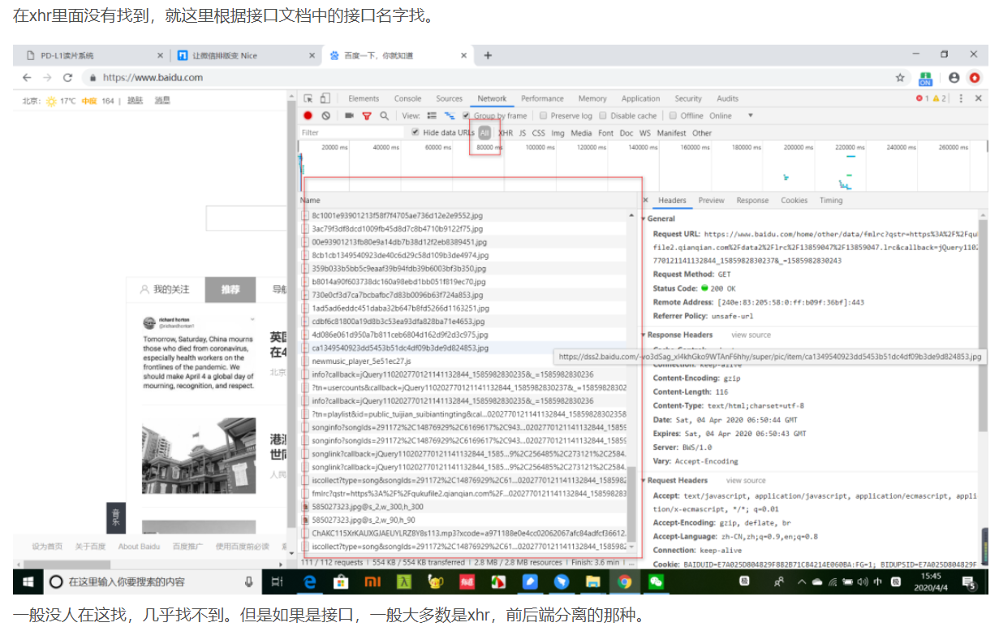 在xhr里面没有找到，就这里根据接口文档中的接口名字找。
PD-L1读片系统
让微信排版变 Nice
百度一下，你就知道
https://www.baidu.com
北京: 17℃ 中度 164 | 换肤 消息
Elements Console Sources Network Performance Memory Application Security Audits 1 2
View: Group by frame Preserve log Disable cache Offline Online
Filter Hide data URLs All XHR JS CSS Img Media Font Doc WS Manifest Other
20000 ms 40000 ms 60000 ms 80000 ms 100000 ms 120000 ms 140000 ms 160000 ms 180000 ms 200000 ms 220000 ms 240000 ms 260000 ms
Name
8c1001e93901213f58f7f4705ae736d12e2e9552.jpg
3ac79f3df8dcd1009fb45d8d7c8b4710b9122f75.jpg
00e93901213fb80e9a14db7b38d12f2eb8389451.jpg
8cb1cb1349540923de40c6d29c58d109b3de4974.jpg
359b033b5bb5c9eaaf39b94fdb39b6003bf3b350.jpg
b8014a90f603738dc160a98ebd1bb051f819ec70.jpg
730e0cf3d7ca7bcbafbc7d83b0096b63f724a853.jpg
1ad5ad6eddc451daba32b647b8fd5266d1163251.jpg
cdbf6c81800a19d8b3c53ea93dfa828ba71e4653.jpg
4d086e061d950a7b811ceb6804d162d9f2d3c975.jpg
ca1349540923dd5453b51dc4df09b3de9d824853.jpg
newmusic_player_5e51ec27.js
info?callback=jQuery110202770121141132844_1585982830235&_=1585982830236
?tn=usercounts&callback=jQuery110202770121141132844_1585982830237&_=15859828302
info?callback=jQuery110202770121141132844_1585982830235&_=1585982830236
?tn=playlist&id=public_tuijian_suibiantingting&cal...0202770121141132844_15859828302358
songinfo?songIds=291172%2C14876929%2C6169617%2C943...0202770121141132844_15859
songinfo?songIds=291172%2C14876929%2C6169617%2C943...0202770121141132844_15859
songlink?callback=jQuery110202770121141132844_1585...9%2C256485%2C273121%2C2584.
songlink?callback=jQuery110202770121141132844_1585...9%2C256485%2C273121%2C2584.
iscollect?type=song&songIds=291172%2C14876929%2C61...0202770121141132844_15859
fmlrc?qstr=https%3A%2F%2Fqukufile2.qianqian.com%2F...0202770121141132844_158598283
585027323.jpg@s_2,w_300,h_300
585027323.jpg@s_2,w_90,h_90
ChAKC115XrKAUXGJAEUYLRZ8Y8s113.mp3?xcode=a971188e0e4cc02062067afc84adfcf36612.
iscollect?type=song&songIds=291172%2C14876929%2C61...0202770121141132844_15859
111 / 112 requests | 554 KB / 554 KB transferred | 2.8 MB / 2.8 MB resources | Finish: 3.6 min | ...
Headers Preview Response Cookies Timing
General
Request URL: https://www.baidu.com/home/other/data/fmlrc?qstr=https%3A%2F%2Fqu
file2.qianqian.com%2Fdata2%2Flrc%2F13859047%2F13859047.lrc&callback=jQuery1102
770121141132844_1585982830237&_=1585982830243
Request Method: GET
Status Code: 200 OK
Remote Address: [240e:83:205:58:0:ff:b09f:36bf]:443
Referrer Policy: unsafe-url
Response Headers view source
https://dss2.baidu.com/-vo3dSag_xI4khGko9WTAnF6hhy/super/pic/item/ca1349540923dd5453b51dc4df09b3de9d824853.jpg
Connection: keep-alive
Content-Encoding: gzip
Content-Length: 116
Content-Type: text/html;charset=utf-8
Date: Sat, 04 Apr 2020 06:50:44 GMT
Expires: Sat, 04 Apr 2020 06:50:43 GMT
Server: BWS/1.0
Vary: Accept-Encoding
Request Headers view source
Accept: text/javascript, application/javascript, application/ecmascript, appli
tion/x-ecmascript, */*; q=0.01
Accept-Encoding: gzip, deflate, br
Accept-Language: zh-CN,zh;q=0.9,en;q=0.8
Connection: keep-alive
Cookie: BAIDUID=E7A025D804829F882B71C84214E060BA:FG=1; BIDUPSID=E7A025D804829F
我的关注 推荐 导航
richard horton
@richardhorton1
Tomorrow, Saturday, China mourns
those who died from coronavirus,
especially health workers on the
frontlines of the pandemic. We
should make April 4 a global day of
mourning, recognition, and respect.
英国
在4
北京
港澳
世同
人民
音乐
设为首页 关于百度 About Baidu 百度推广 使用百度前必读
在这里输入你要搜索的内容
中
15:45
2020/4/4
5
一般没人在这找，几乎找不到。但是如果是接口，一般大多数是xhr，前后端分离的那种。